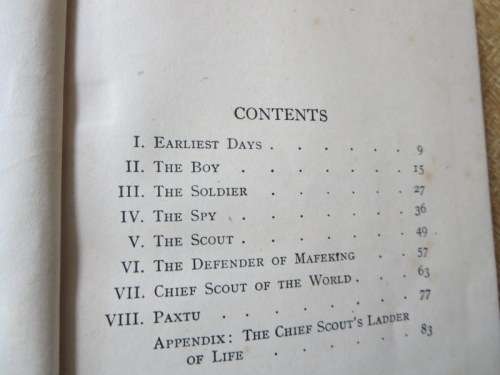 CONTENTS
I. EARLIEST DAYS . . . . . . 9
II. THE BOY . . . . . . . 15
III. THE SOLDIER . . . . . . 27
IV. THE SPY . . . . . . . 36
V. THE SCOUT . . . . . . . 49
VI. THE DEFENDER OF MAFEKING . . 57
VII. CHIEF SCOUT OF THE WORLD . . . 63
VIII. PAXTU . . . . . . . 77
APPENDIX: THE CHIEF SCOUT'S LADDER
OF LIFE . . . . . . 83